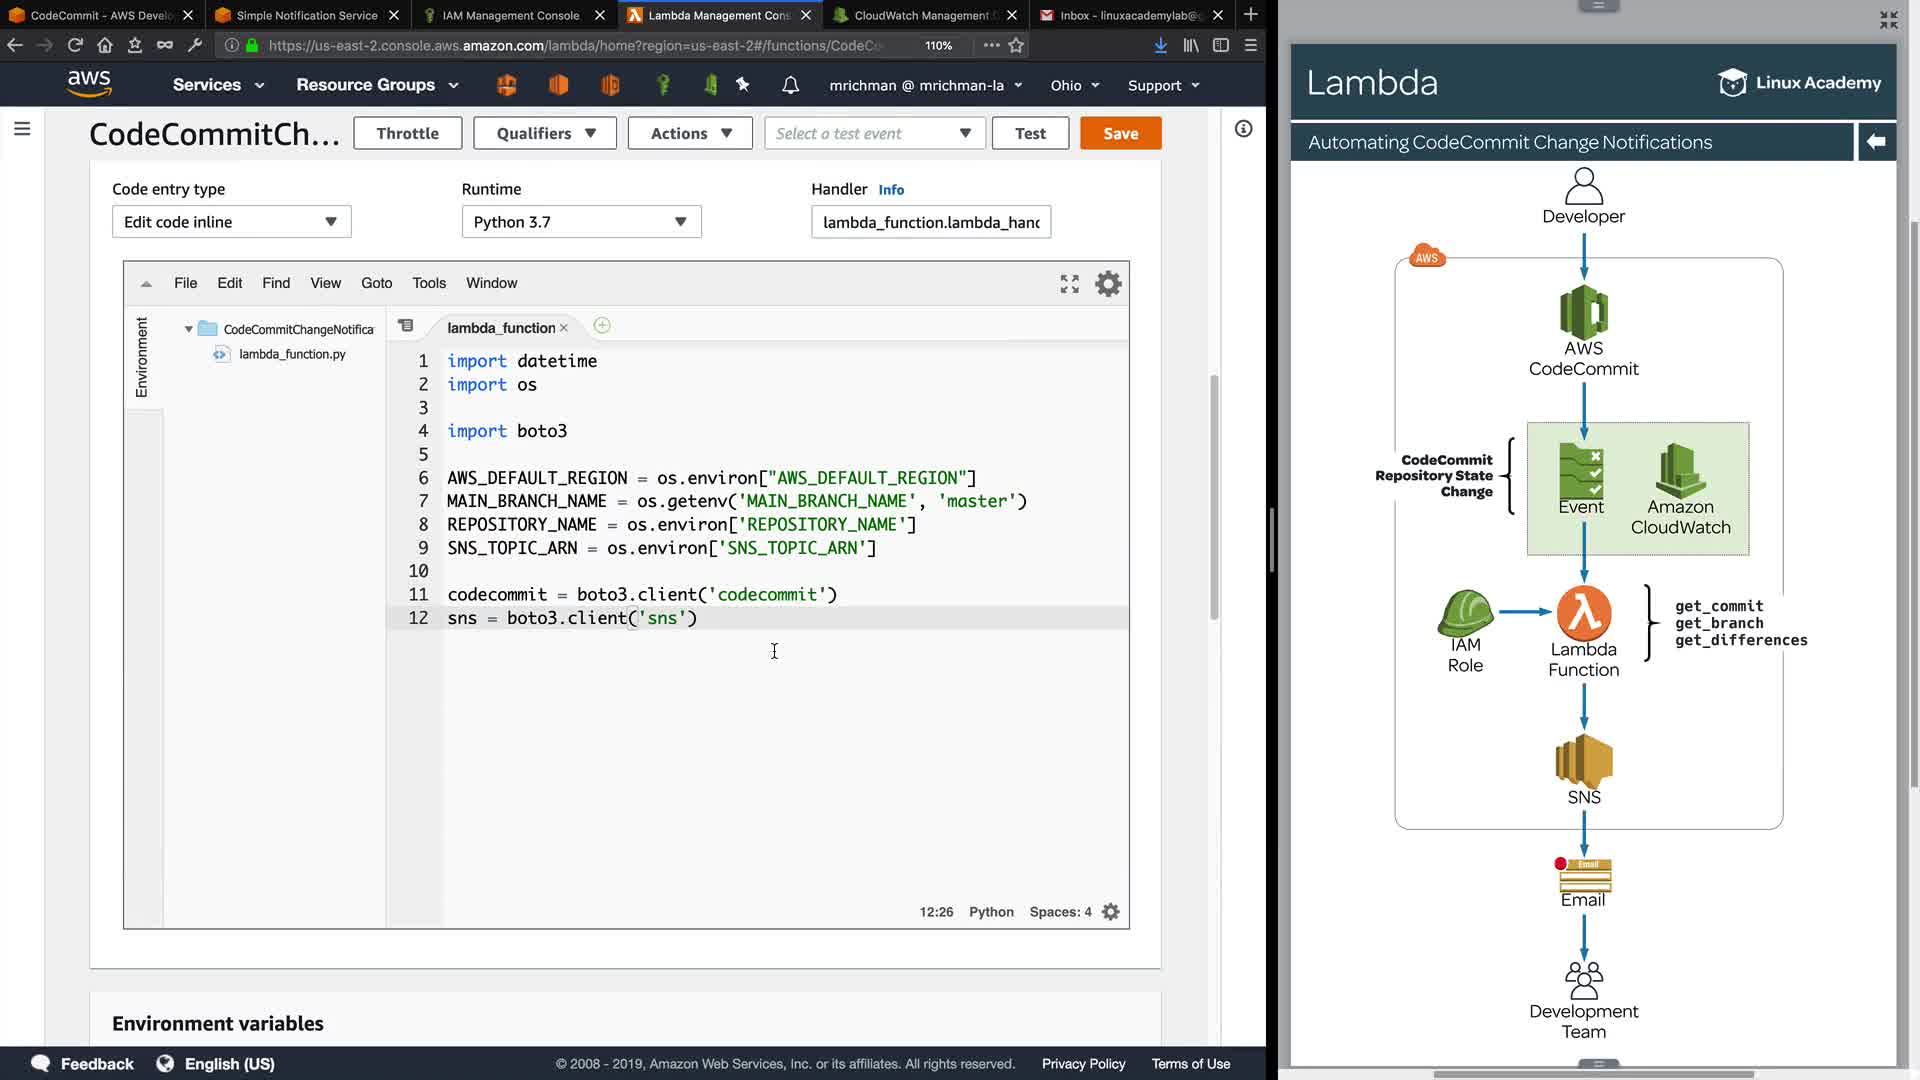 CodeCommit - AWS Develo
Simple Notification Service
IAM Management Console
Lambda Management Cons
CloudWatch Management C
Inbox - linuxacademylab@g
https://us-east-2.console.aws.amazon.com/lambda/home?region=us-east-2#/functions/CodeCo
110%
aws
Services
Resource Groups
mrichman @ mrichman-la
Ohio
Support
CodeCommitCh...
Throttle
Qualifiers
Actions
Select a test event
Test
Save
Code entry type
Runtime
Handler Info
Edit code inline
Python 3.7
lambda_function.lambda_hand
File Edit Find View Goto Tools Window
Environment
CodeCommitChangeNotifica
lambda_function.py
lambda_function
1 import datetime
2 import os
3
4 import boto3
5
6 AWS_DEFAULT_REGION = os.environ["AWS_DEFAULT_REGION"]
7 MAIN_BRANCH_NAME = os.getenv('MAIN_BRANCH_NAME', 'master')
8 REPOSITORY_NAME = os.environ['REPOSITORY_NAME']
9 SNS_TOPIC_ARN = os.environ['SNS_TOPIC_ARN']
10
11 codecommit = boto3.client('codecommit')
12 sns = boto3.client('sns')
12:26 Python Spaces: 4
Environment variables
Feedback
English (US)
© 2008 - 2019, Amazon Web Services, Inc. or its affiliates. All rights reserved.
Privacy Policy
Terms of Use
Lambda
Linux Academy
Automating CodeCommit Change Notifications
Developer
AWS
AWS
CodeCommit
CodeCommit
Repository State
Change
Event
Amazon
CloudWatch
IAM
Role
Lambda
Function
get_commit
get_branch
get_differences
SNS
Email
Email
Development
Team